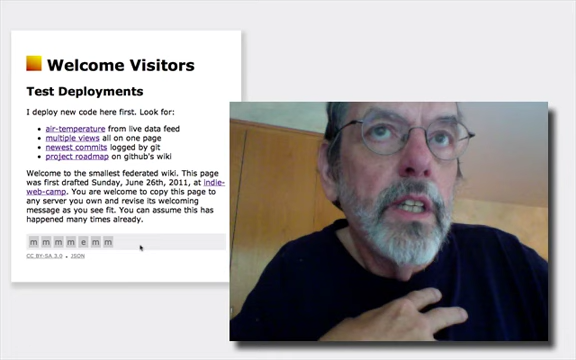 Welcome Visitors
Test Deployments
I deploy new code here first. Look for:
air-temperature from live data feed
multiple views all on one page
newest commits logged by git
project roadmap on github's wiki
Welcome to the smallest federated wiki. This page
was first drafted Sunday, June 26th, 2011, at indie-
web-camp. You are welcome to copy this page to
any server you own and revise its welcoming
message as you see fit. You can assume this has
happened many times already.
m m m m e m m
CC BY-SA 3.0 • JSON